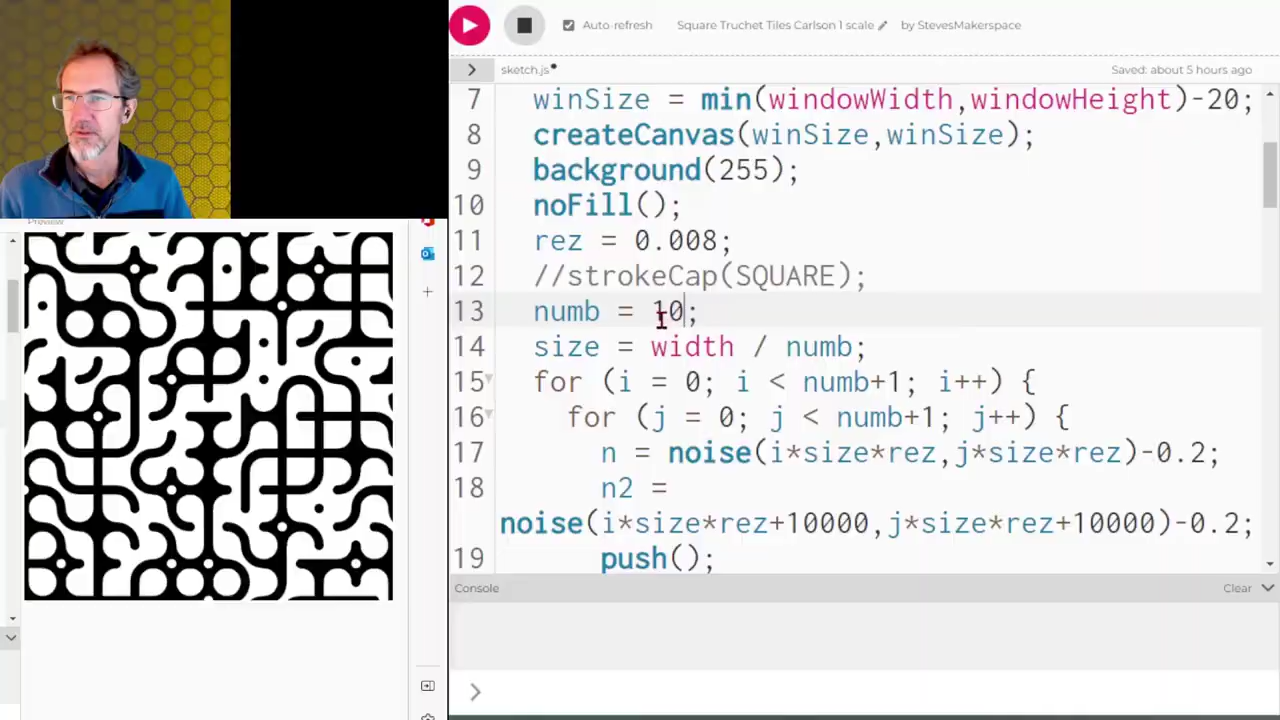 Auto-refresh
Square Truchet Tiles Carlson 1 scale
by StevesMakerspace
sketch.js
Saved: about 5 hours ago
Preview
7 winSize = min(windowWidth,windowHeight)-20;
8 createCanvas(winSize,winSize);
9 background(255);
10 noFill();
11 rez = 0.008;
12 //strokeCap(SQUARE);
13 numb = 10;
14 size = width / numb;
15 for (i = 0; i < numb+1; i++) {
16 for (j = 0; j < numb+1; j++) {
17 n = noise(i*size*rez,j*size*rez)-0.2;
18 n2 =
noise(i*size*rez+10000,j*size*rez+10000)-0.2;
19 push();
Console
Clear